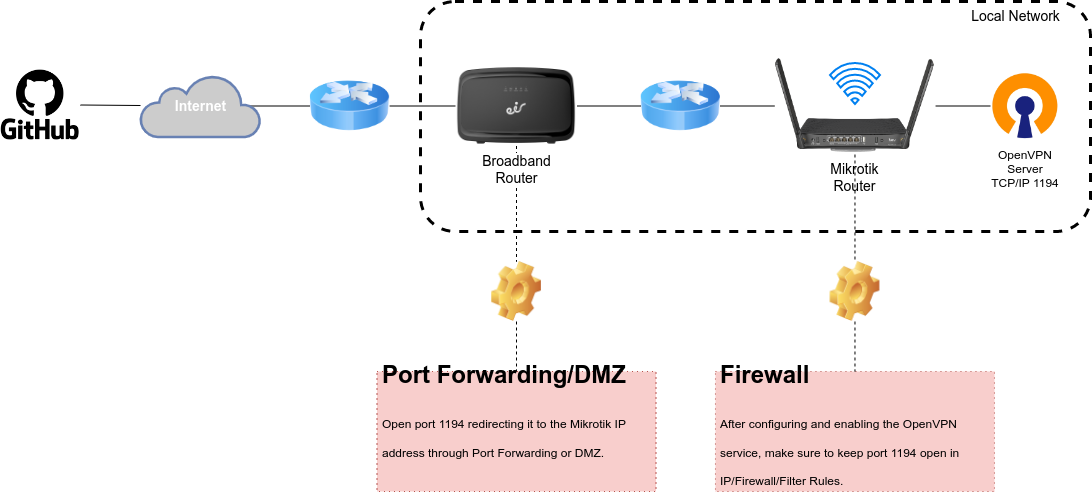 Local Network
GitHub
Internet
eir
Broadband
Router
Mikrotik
Router
OpenVPN
Server
TCP/IP 1194
Port Forwarding/DMZ
Open port 1194 redirecting it to the Mikrotik IP
address through Port Forwarding or DMZ.
Firewall
After configuring and enabling the OpenVPN
service, make sure to keep port 1194 open in
IP/Firewall/Filter Rules.